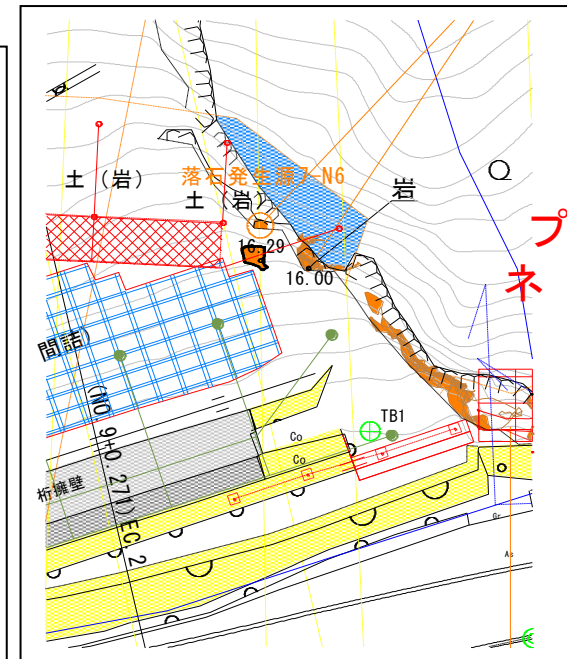 落石発生源7-N6
土（岩）
土（岩）
岩
16.29
16.00
プ
ネ
間詰）
(NO.9+0.271)EC.2
TB1
Co
Co
桁擁壁
Gr
As